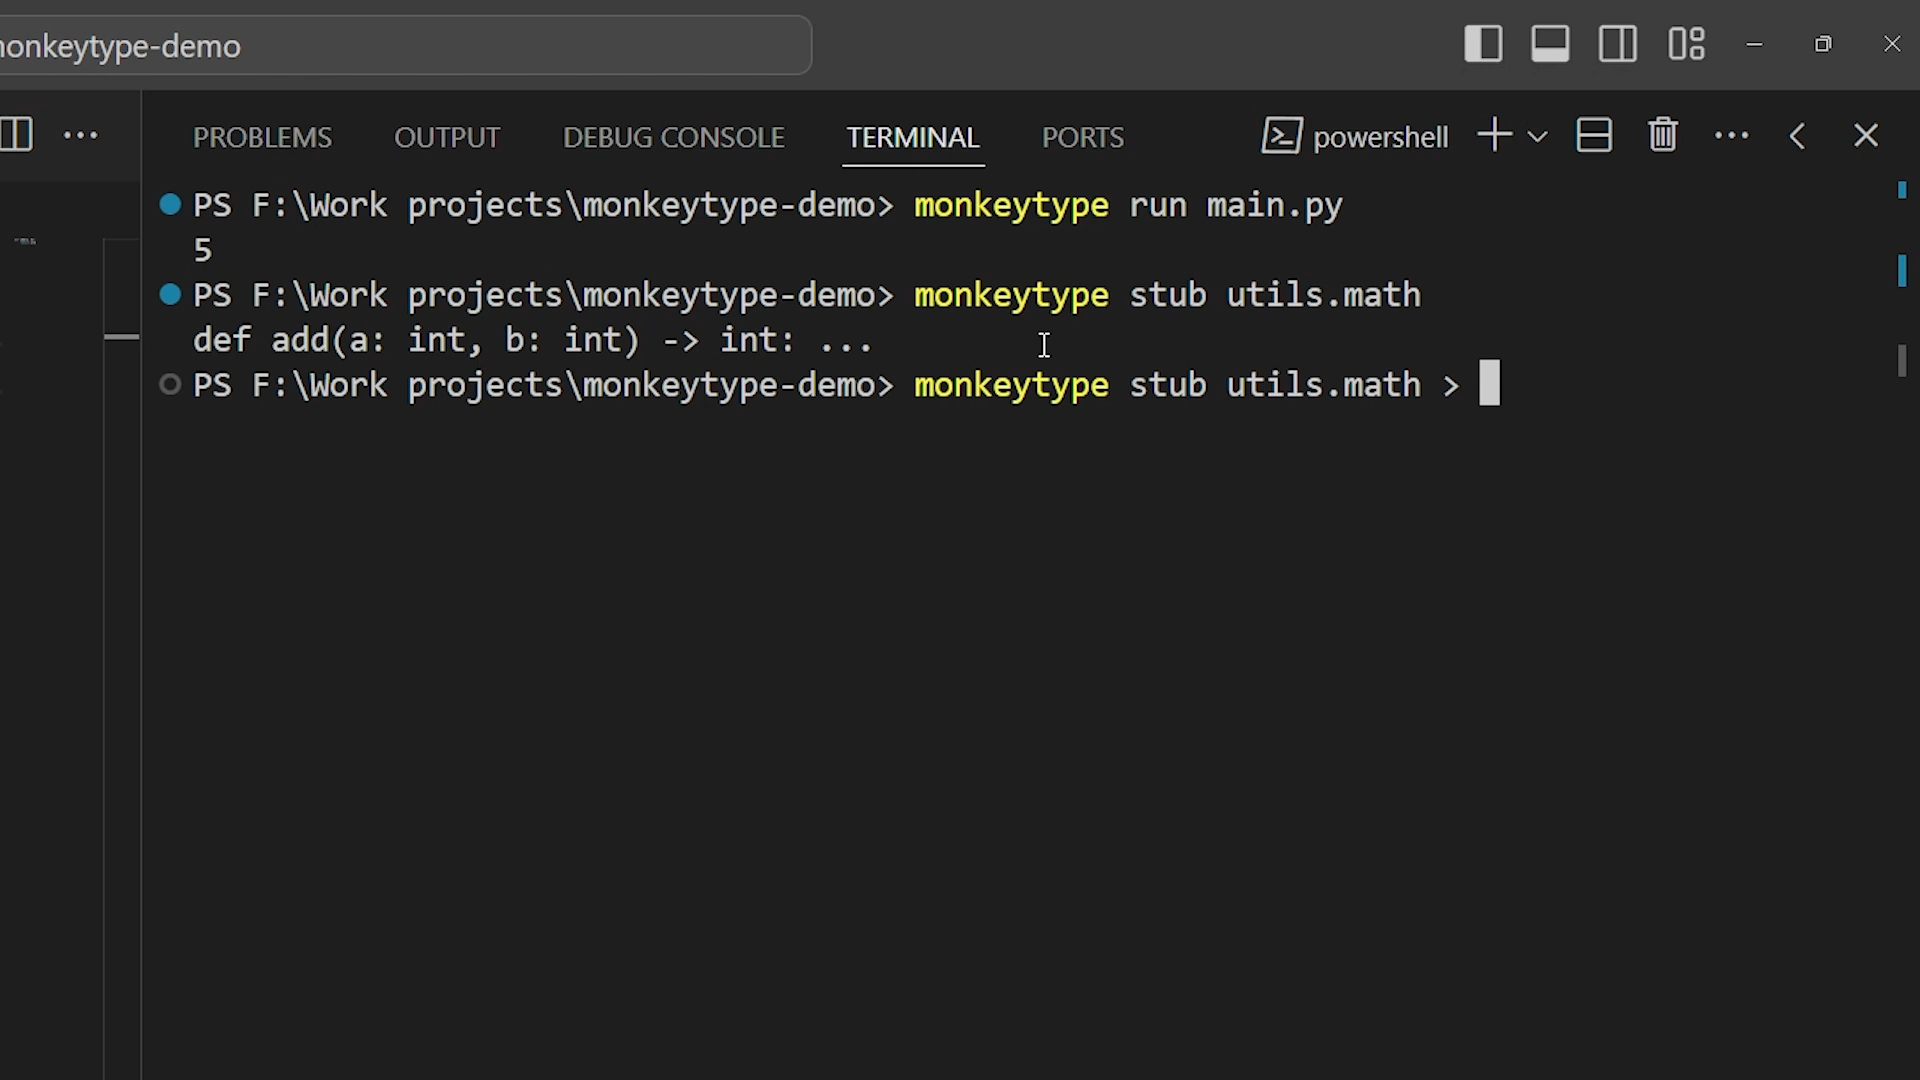 onkeytype-demo
PROBLEMS OUTPUT DEBUG CONSOLE TERMINAL PORTS powershell
PS F:\Work projects\monkeytype-demo> monkeytype run main.py
5
PS F:\Work projects\monkeytype-demo> monkeytype stub utils.math
def add(a: int, b: int) -> int: ...
PS F:\Work projects\monkeytype-demo> monkeytype stub utils.math >